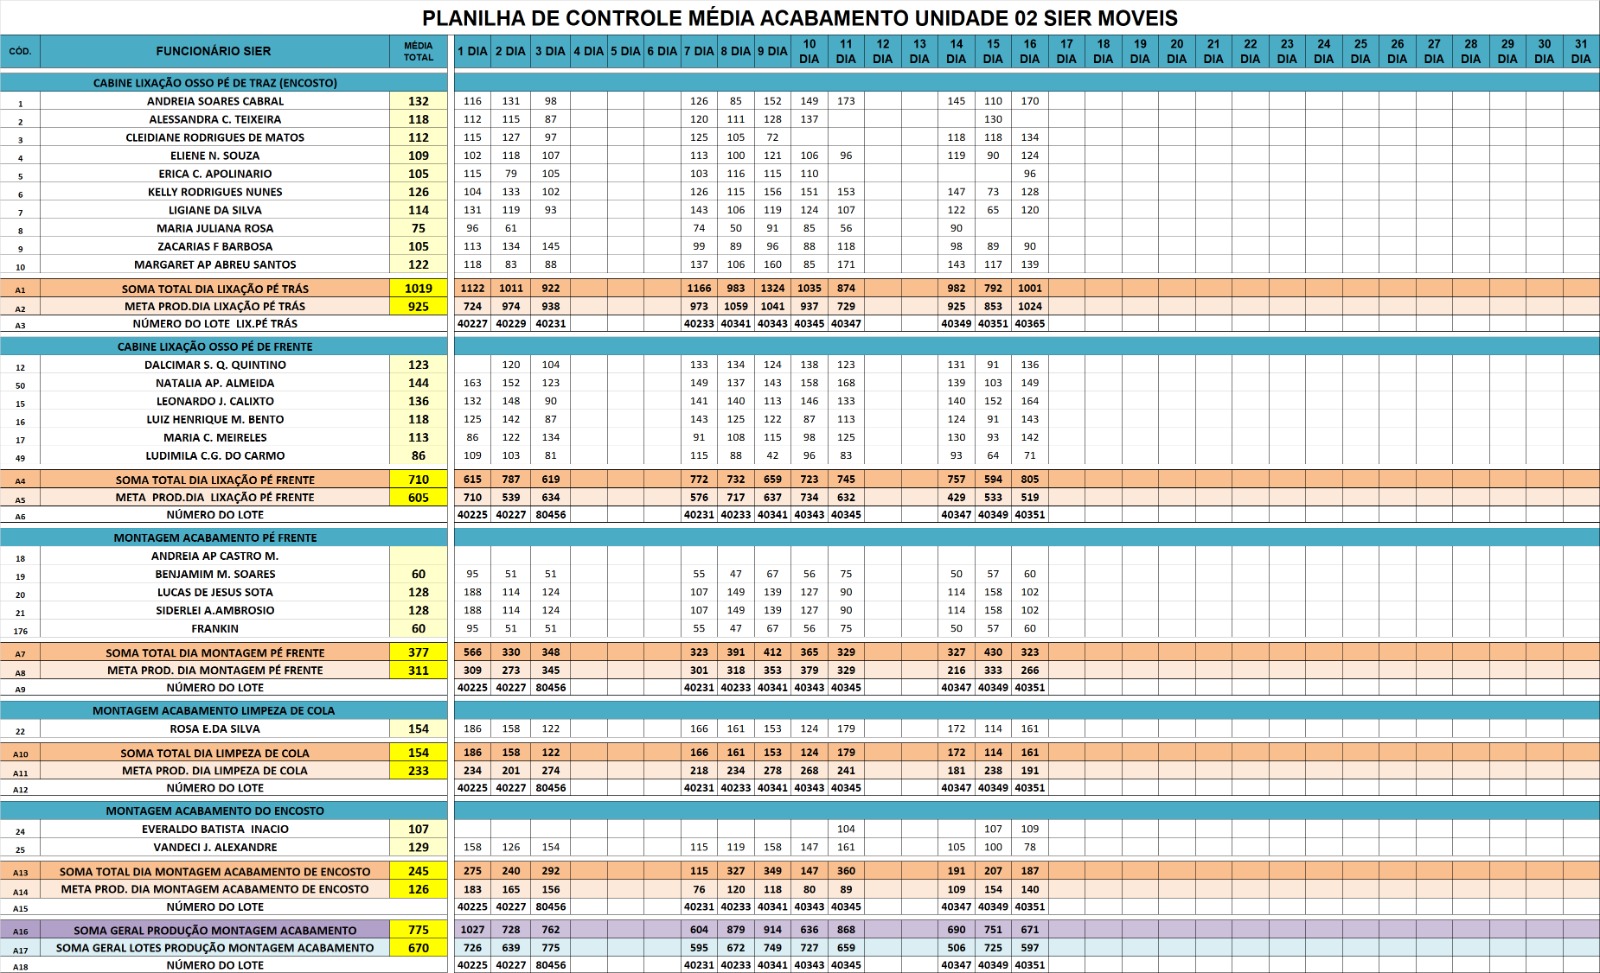 PLANILHA DE CONTROLE MÉDIA ACABAMENTO UNIDADE 02 SIER MOVEIS
CÓD. FUNCIONÁRIO SIER MÉDIA TOTAL 1 DIA 2 DIA 3 DIA 4 DIA 5 DIA 6 DIA 7 DIA 8 DIA 9 DIA 10 DIA 11 DIA 12 DIA 13 DIA 14 DIA 15 DIA 16 DIA 17 DIA 18 DIA 19 DIA 20 DIA 21 DIA 22 DIA 23 DIA 24 DIA 25 DIA 26 DIA 27 DIA 28 DIA 29 DIA 30 DIA 31 DIA
CABINE LIXAÇÃO OSSO PÉ DE TRAZ (ENCOSTO)
1 ANDREIA SOARES CABRAL 132 116 131 98 126 85 152 149 173 145 110 170
2 ALESSANDRA C. TEIXEIRA 118 112 115 87 120 111 128 137 130
3 CLEIDIANE RODRIGUES DE MATOS 112 115 127 97 125 105 72 118 118 134
4 ELIENE N. SOUZA 109 102 118 107 113 100 121 106 96 119 90 124
5 ERICA C. APOLINARIO 105 115 79 105 103 116 115 110 96
6 KELLY RODRIGUES NUNES 126 104 133 102 126 115 156 151 153 147 73 128
7 LIGIANE DA SILVA 114 131 119 93 143 106 119 124 107 122 65 120
8 MARIA JULIANA ROSA 75 96 61 74 50 91 85 56 90
9 ZACARIAS F BARBOSA 105 113 134 145 99 89 96 88 118 98 89 90
10 MARGARET AP ABREU SANTOS 122 118 83 88 137 106 160 85 171 143 117 139
A1 SOMA TOTAL DIA LIXAÇÃO PÉ TRÁS 1019 1122 1011 922 1166 983 1324 1035 874 982 792 1001
A2 META PROD.DIA LIXAÇÃO PÉ TRÁS 925 724 974 938 973 1059 1041 937 729 925 853 1024
A3 NÚMERO DO LOTE LIX.PÉ TRÁS 40227 40229 40231 40233 40341 40343 40345 40347 40349 40351 40365
CABINE LIXAÇÃO OSSO PÉ DE FRENTE
12 DALCIMAR S. Q. QUINTINO 123 120 104 133 134 124 138 123 131 91 136
50 NATALIA AP. ALMEIDA 144 163 152 123 149 137 143 158 168 139 103 149
15 LEONARDO J. CALIXTO 136 132 148 90 141 140 113 146 133 140 152 164
16 LUIZ HENRIQUE M. BENTO 118 125 142 87 143 125 122 87 113 124 91 143
17 MARIA C. MEIRELES 113 86 122 134 91 108 115 98 125 130 93 142
49 LUDIMILA C.G. DO CARMO 86 109 103 81 115 88 42 96 83 93 64 71
A4 SOMA TOTAL DIA LIXAÇÃO PÉ FRENTE 710 615 787 619 772 732 659 723 745 757 594 805
A5 META PROD.DIA LIXAÇÃO PÉ FRENTE 605 710 539 634 576 717 637 734 632 429 533 519
A6 NÚMERO DO LOTE 40225 40227 80456 40231 40233 40341 40343 40345 40347 40349 40351
MONTAGEM ACABAMENTO PÉ FRENTE
18 ANDREIA AP CASTRO M.
19 BENJAMIM M. SOARES 60 95 51 51 55 47 67 56 75 50 57 60
20 LUCAS DE JESUS SOTA 128 188 114 124 107 149 139 127 90 114 158 102
21 SIDERLEI A.AMBROSIO 128 188 114 124 107 149 139 127 90 114 158 102
176 FRANKIN 60 95 51 51 55 47 67 56 75 50 57 60
A7 SOMA TOTAL DIA MONTAGEM PÉ FRENTE 377 566 330 348 323 391 412 365 329 327 430 323
A8 META PROD. DIA MONTAGEM PÉ FRENTE 311 309 273 345 301 318 353 379 329 216 333 266
A9 NÚMERO DO LOTE 40225 40227 80456 40231 40233 40341 40343 40345 40347 40349 40351
MONTAGEM ACABAMENTO LIMPEZA DE COLA
22 ROSA E.DA SILVA 154 186 158 122 166 161 153 124 179 172 114 161
A10 SOMA TOTAL DIA LIMPEZA DE COLA 154 186 158 122 166 161 153 124 179 172 114 161
A11 META PROD. DIA LIMPEZA DE COLA 233 234 201 274 218 234 278 268 241 181 238 191
A12 NÚMERO DO LOTE 40225 40227 80456 40231 40233 40341 40343 40345 40347 40349 40351
MONTAGEM ACABAMENTO DO ENCOSTO
24 EVERALDO BATISTA INACIO 107 104 107 109
25 VANDECI J. ALEXANDRE 129 158 126 154 115 119 158 147 161 105 100 78
A13 SOMA TOTAL DIA MONTAGEM ACABAMENTO DE ENCOSTO 245 275 240 292 115 327 349 147 360 191 207 187
A14 META PROD. DIA MONTAGEM ACABAMENTO DE ENCOSTO 126 183 165 156 76 120 118 80 89 109 154 140
A15 NÚMERO DO LOTE 40225 40227 80456 40231 40233 40341 40343 40345 40347 40349 40351
A16 SOMA GERAL PRODUÇÃO MONTAGEM ACABAMENTO 775 1027 728 762 604 879 914 636 868 690 751 671
A17 SOMA GERAL LOTES PRODUÇÃO MONTAGEM ACABAMENTO 670 726 639 775 595 672 749 727 659 506 725 597
A18 NÚMERO DO LOTE 40225 40227 80456 40231 40233 40341 40343 40345 40347 40349 40351